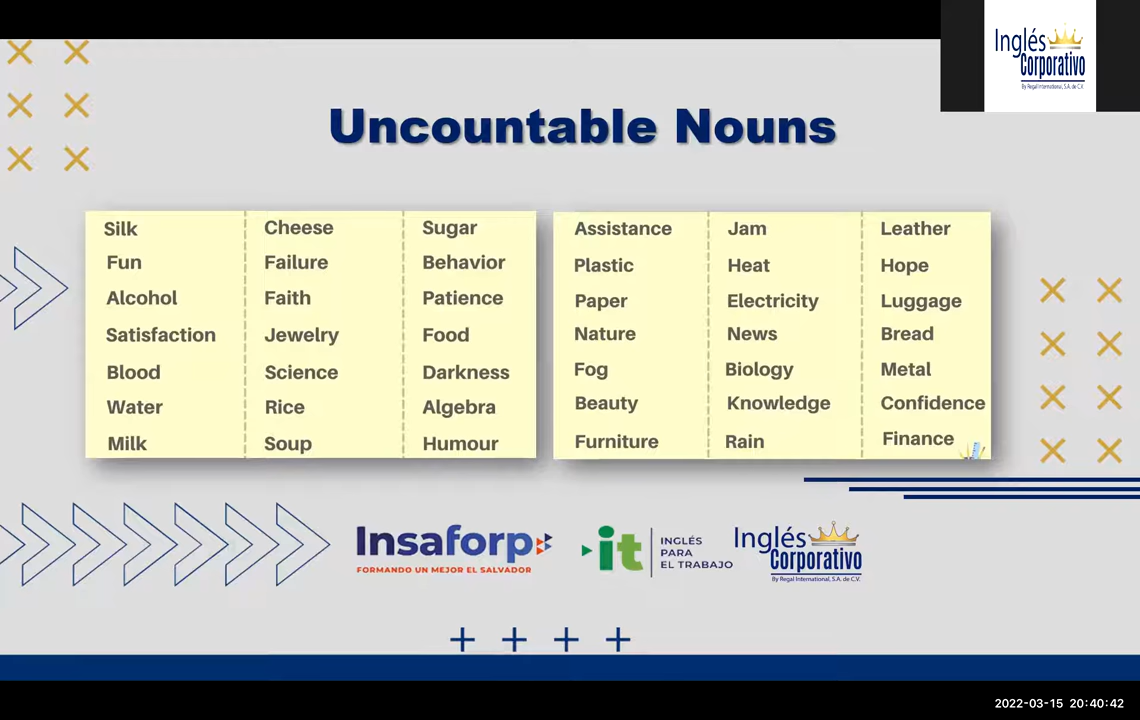 Inglés
Corporativo
By Regal International, S.A. de C.V.
Uncountable Nouns
Silk Cheese Sugar
Fun Failure Behavior
Alcohol Faith Patience
Satisfaction Jewelry Food
Blood Science Darkness
Water Rice Algebra
Milk Soup Humour
Assistance Jam Leather
Plastic Heat Hope
Paper Electricity Luggage
Nature News Bread
Fog Biology Metal
Beauty Knowledge Confidence
Furniture Rain Finance
Insaforp
FORMANDO UN MEJOR EL SALVADOR
it
INGLÉS
PARA
EL TRABAJO
Inglés
Corporativo
By Regal International, S.A. de C.V.
2022-03-15 20:40:42